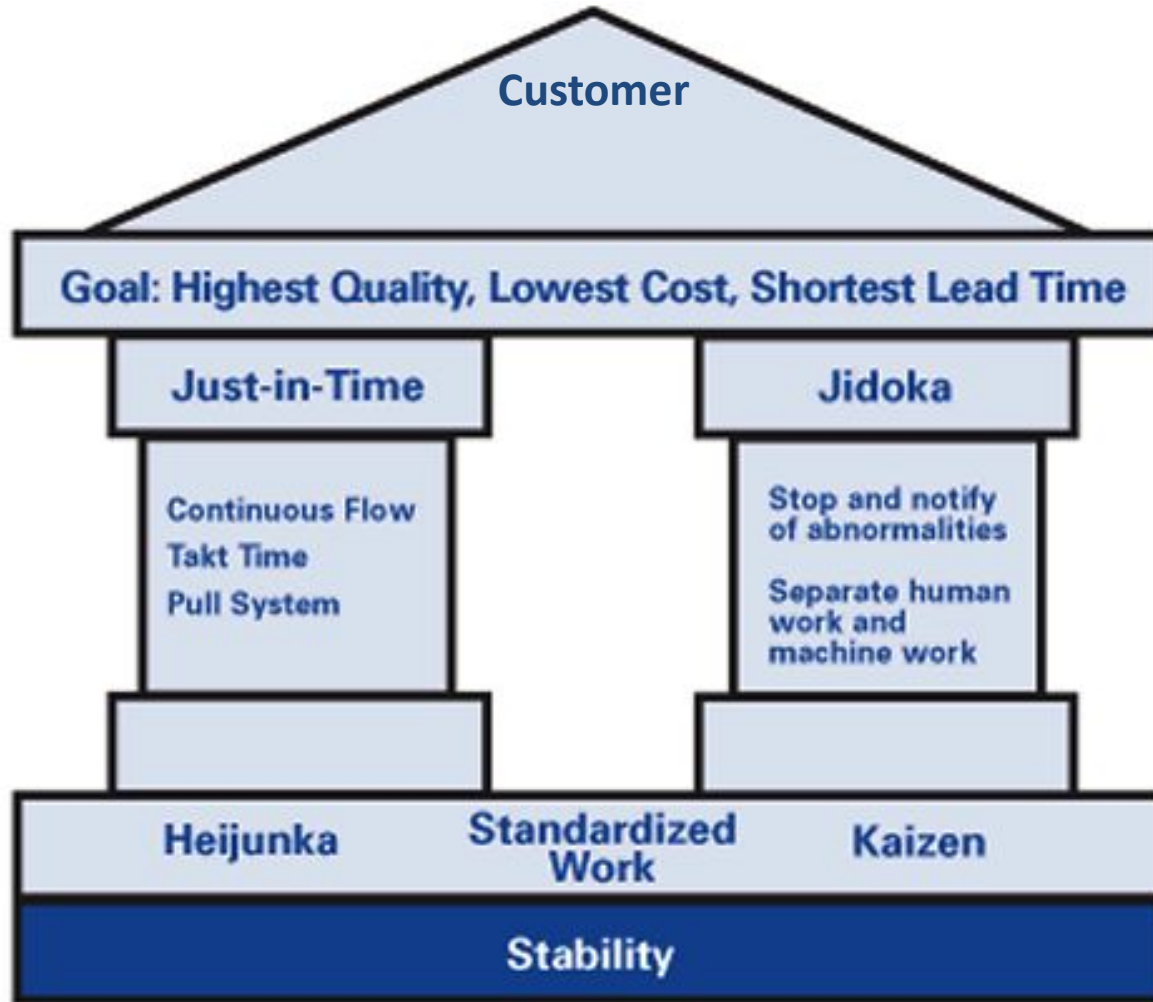 Customer
Goal: Highest Quality, Lowest Cost, Shortest Lead Time
Just-in-Time
Continuous Flow
Takt Time
Pull System
Jidoka
Stop and notify
of abnormalities
Separate human
work and
machine work
Heijunka
Standardized
Work
Kaizen
Stability